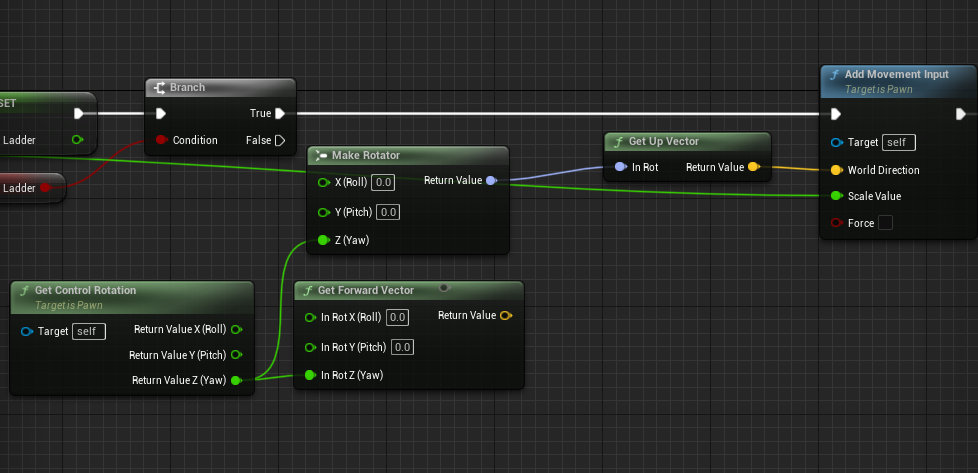 SET
Ladder
Ladder
Branch
True
Condition
False
Make Rotator
X (Roll) 0.0
Return Value
Y (Pitch) 0.0
Z (Yaw)
Get Up Vector
In Rot
Return Value
Add Movement Input
Target is Pawn
Target self
World Direction
Scale Value
Force
Get Control Rotation
Target is Pawn
Target self
Return Value X (Roll)
Return Value Y (Pitch)
Return Value Z (Yaw)
Get Forward Vector
In Rot X (Roll) 0.0
Return Value
In Rot Y (Pitch) 0.0
In Rot Z (Yaw)